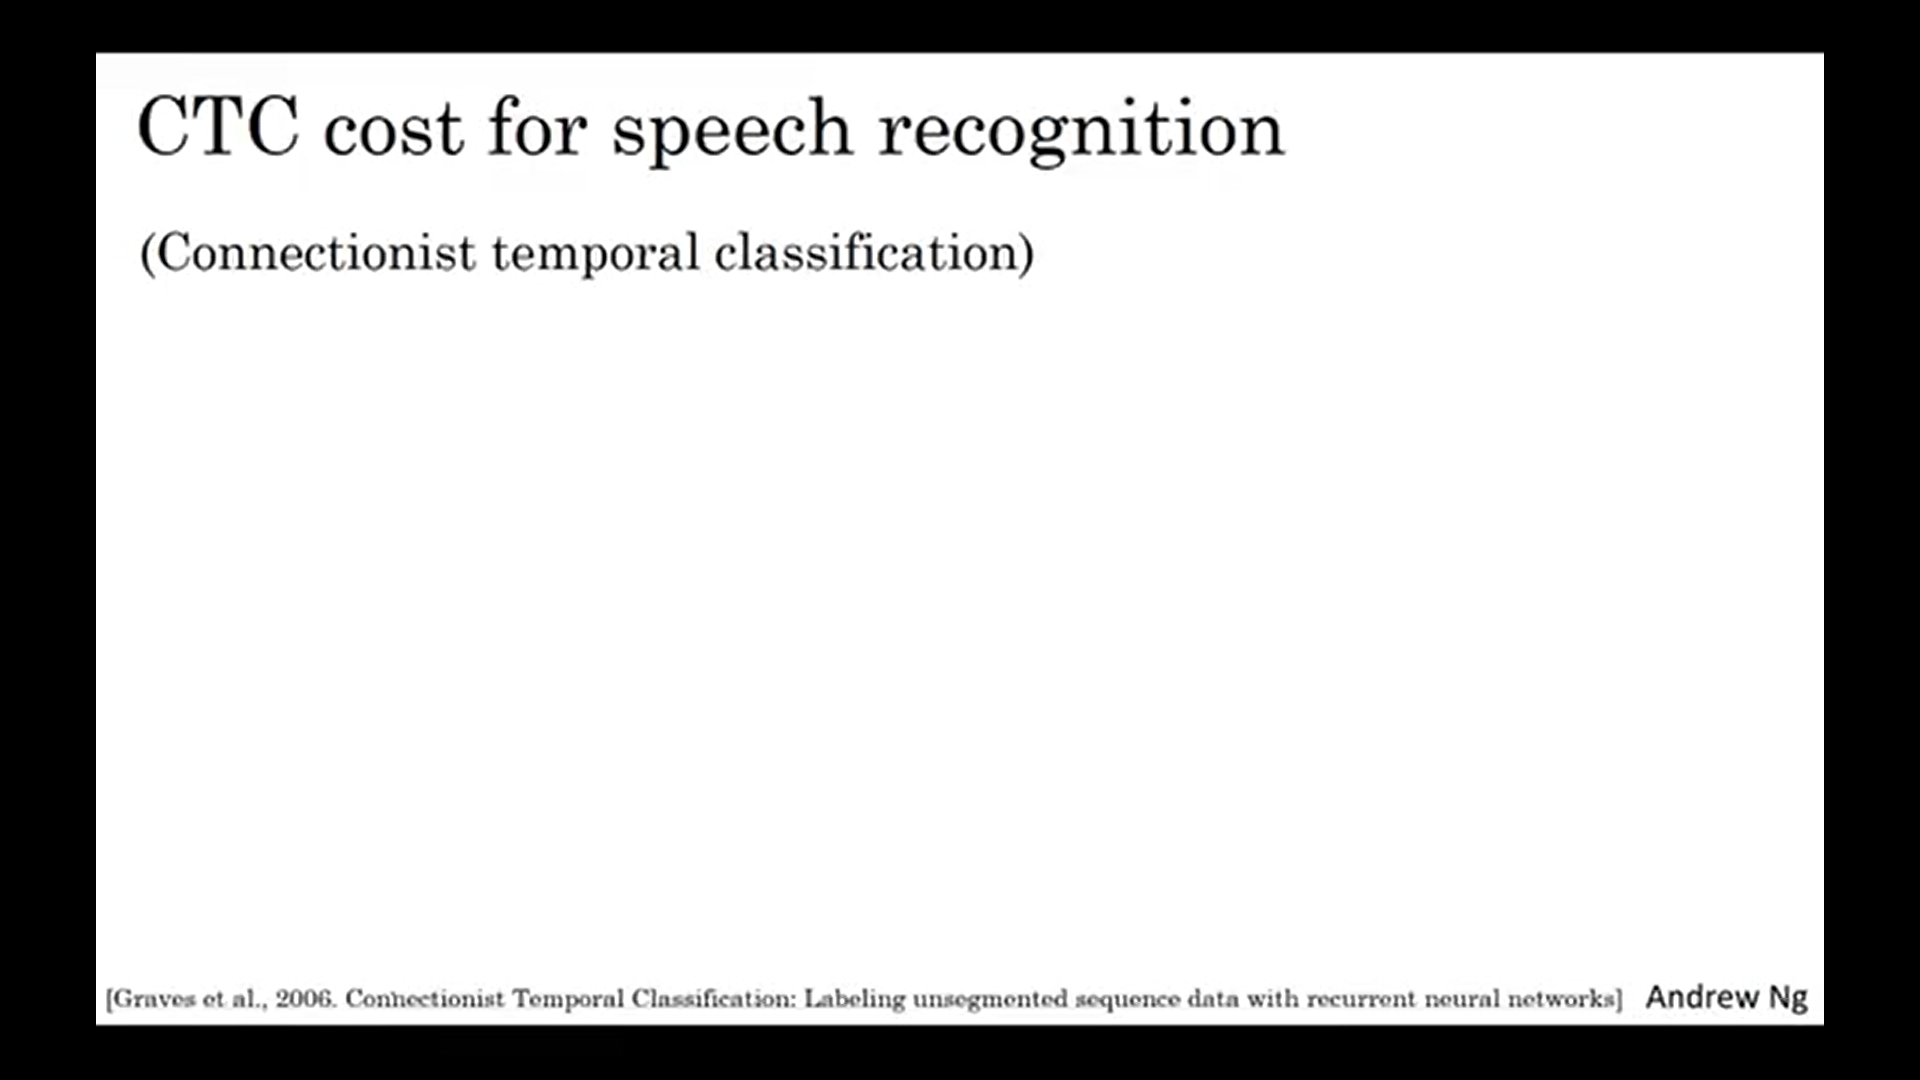 CTC cost for speech recognition
(Connectionist temporal classification)
[Graves et al., 2006. Connectionist Temporal Classification: Labeling unsegmented sequence data with recurrent neural networks] Andrew Ng